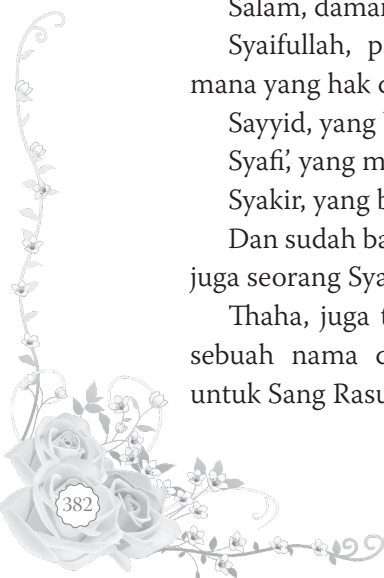 Salam, damai
Syaifullah, p
mana yang hak d
Sayyid, yang
Syafi’, yang m
Syakir, yang b
Dan sudah ba
juga seorang Sya
Thaha, juga t
sebuah nama d
untuk Sang Rasu
382